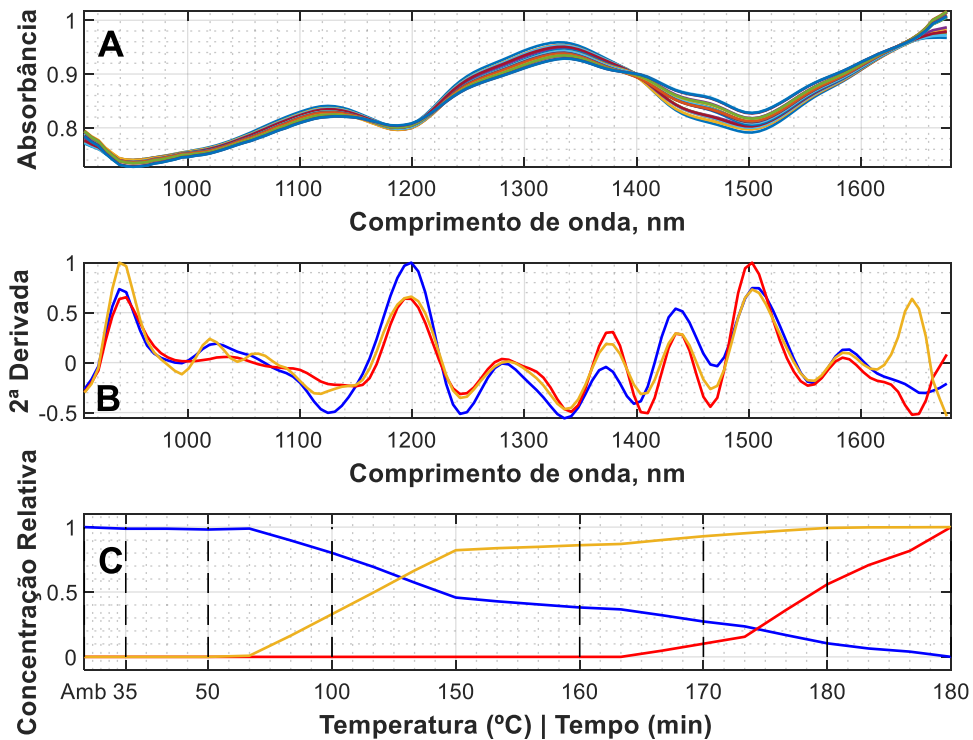 A
Absorbância
1
0.9
0.8
1000 1100 1200 1300 1400 1500 1600
Comprimento de onda, nm
B
2ª Derivada
1
0.5
0
-0.5
1000 1100 1200 1300 1400 1500 1600
Comprimento de onda, nm
C
Concentração Relativa
1
0.5
0
Amb 35 50 100 150 160 170 180 180
Temperatura (ºC) | Tempo (min)